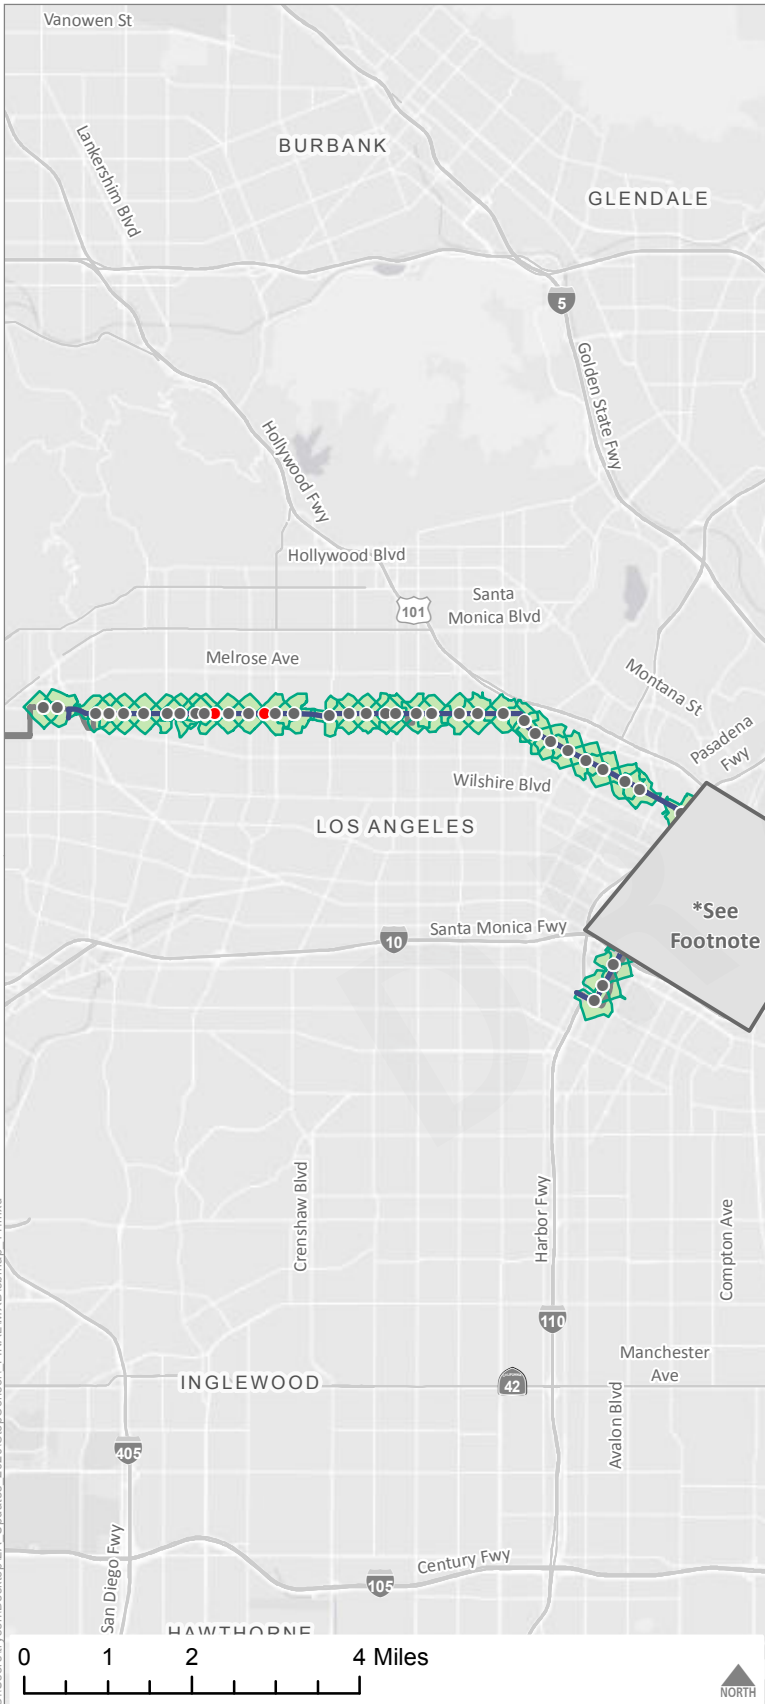 Vanowen St
Lankershim Blvd
BURBANK
GLENDALE
5
Golden State Fwy
Hollywood Fwy
Hollywood Blvd
101
Santa
Monica Blvd
Melrose Ave
Montana St
Pasadena
Fwy
Wilshire Blvd
LOS ANGELES
*See
Footnote
Santa Monica Fwy
10
Crenshaw Blvd
Harbor Fwy
Compton Ave
110
Manchester
Ave
INGLEWOOD
42
Avalon Blvd
405
San Diego Fwy
Century Fwy
105
HAWTHORNE
0 1 2 4 Miles
NORTH